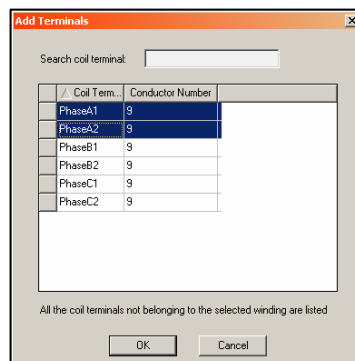 Add Terminals
Search coil terminal:
Coil Term... Conductor Number
PhaseA1 9
PhaseA2 9
PhaseB1 9
PhaseB2 9
PhaseC1 9
PhaseC2 9
All the coil terminals not belonging to the selected winding are listed
OK Cancel